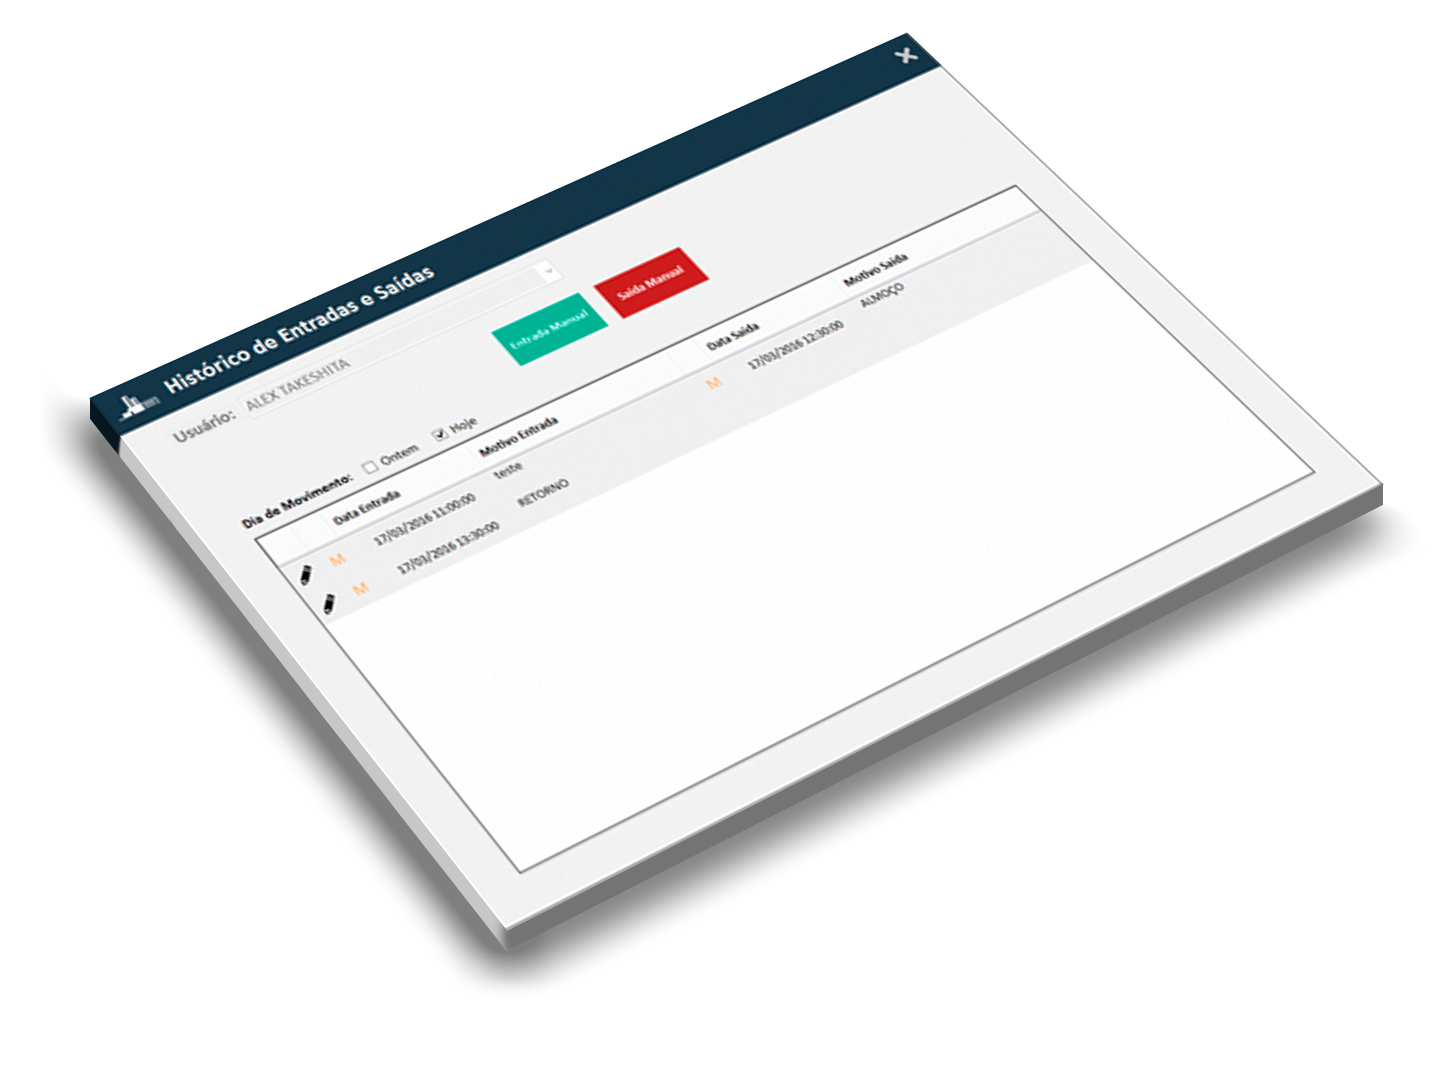 Histórico de Entradas e Saídas
Usuário: ALEX TAKESHITA
Entrada Manual Saída Manual
Dia de Movimento: Ontem Hoje
Data Entrada Motivo Entrada Data Saída Motivo Saída
M 17/03/2016 11:00:00 teste M 17/03/2016 12:30:00 ALMOÇO
M 17/03/2016 13:30:00 RETORNO